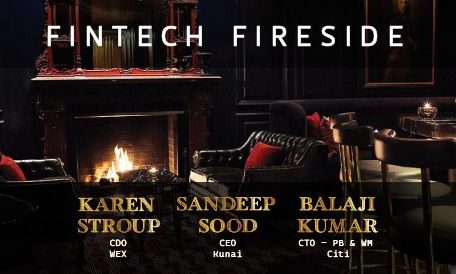 FINTECH FIRESIDE
KAREN
STROUP
CDO
WEX
SANDEEP
SOOD
CEO
Kunai
BALAJI
KUMAR
CTO - PB & WM
Citi